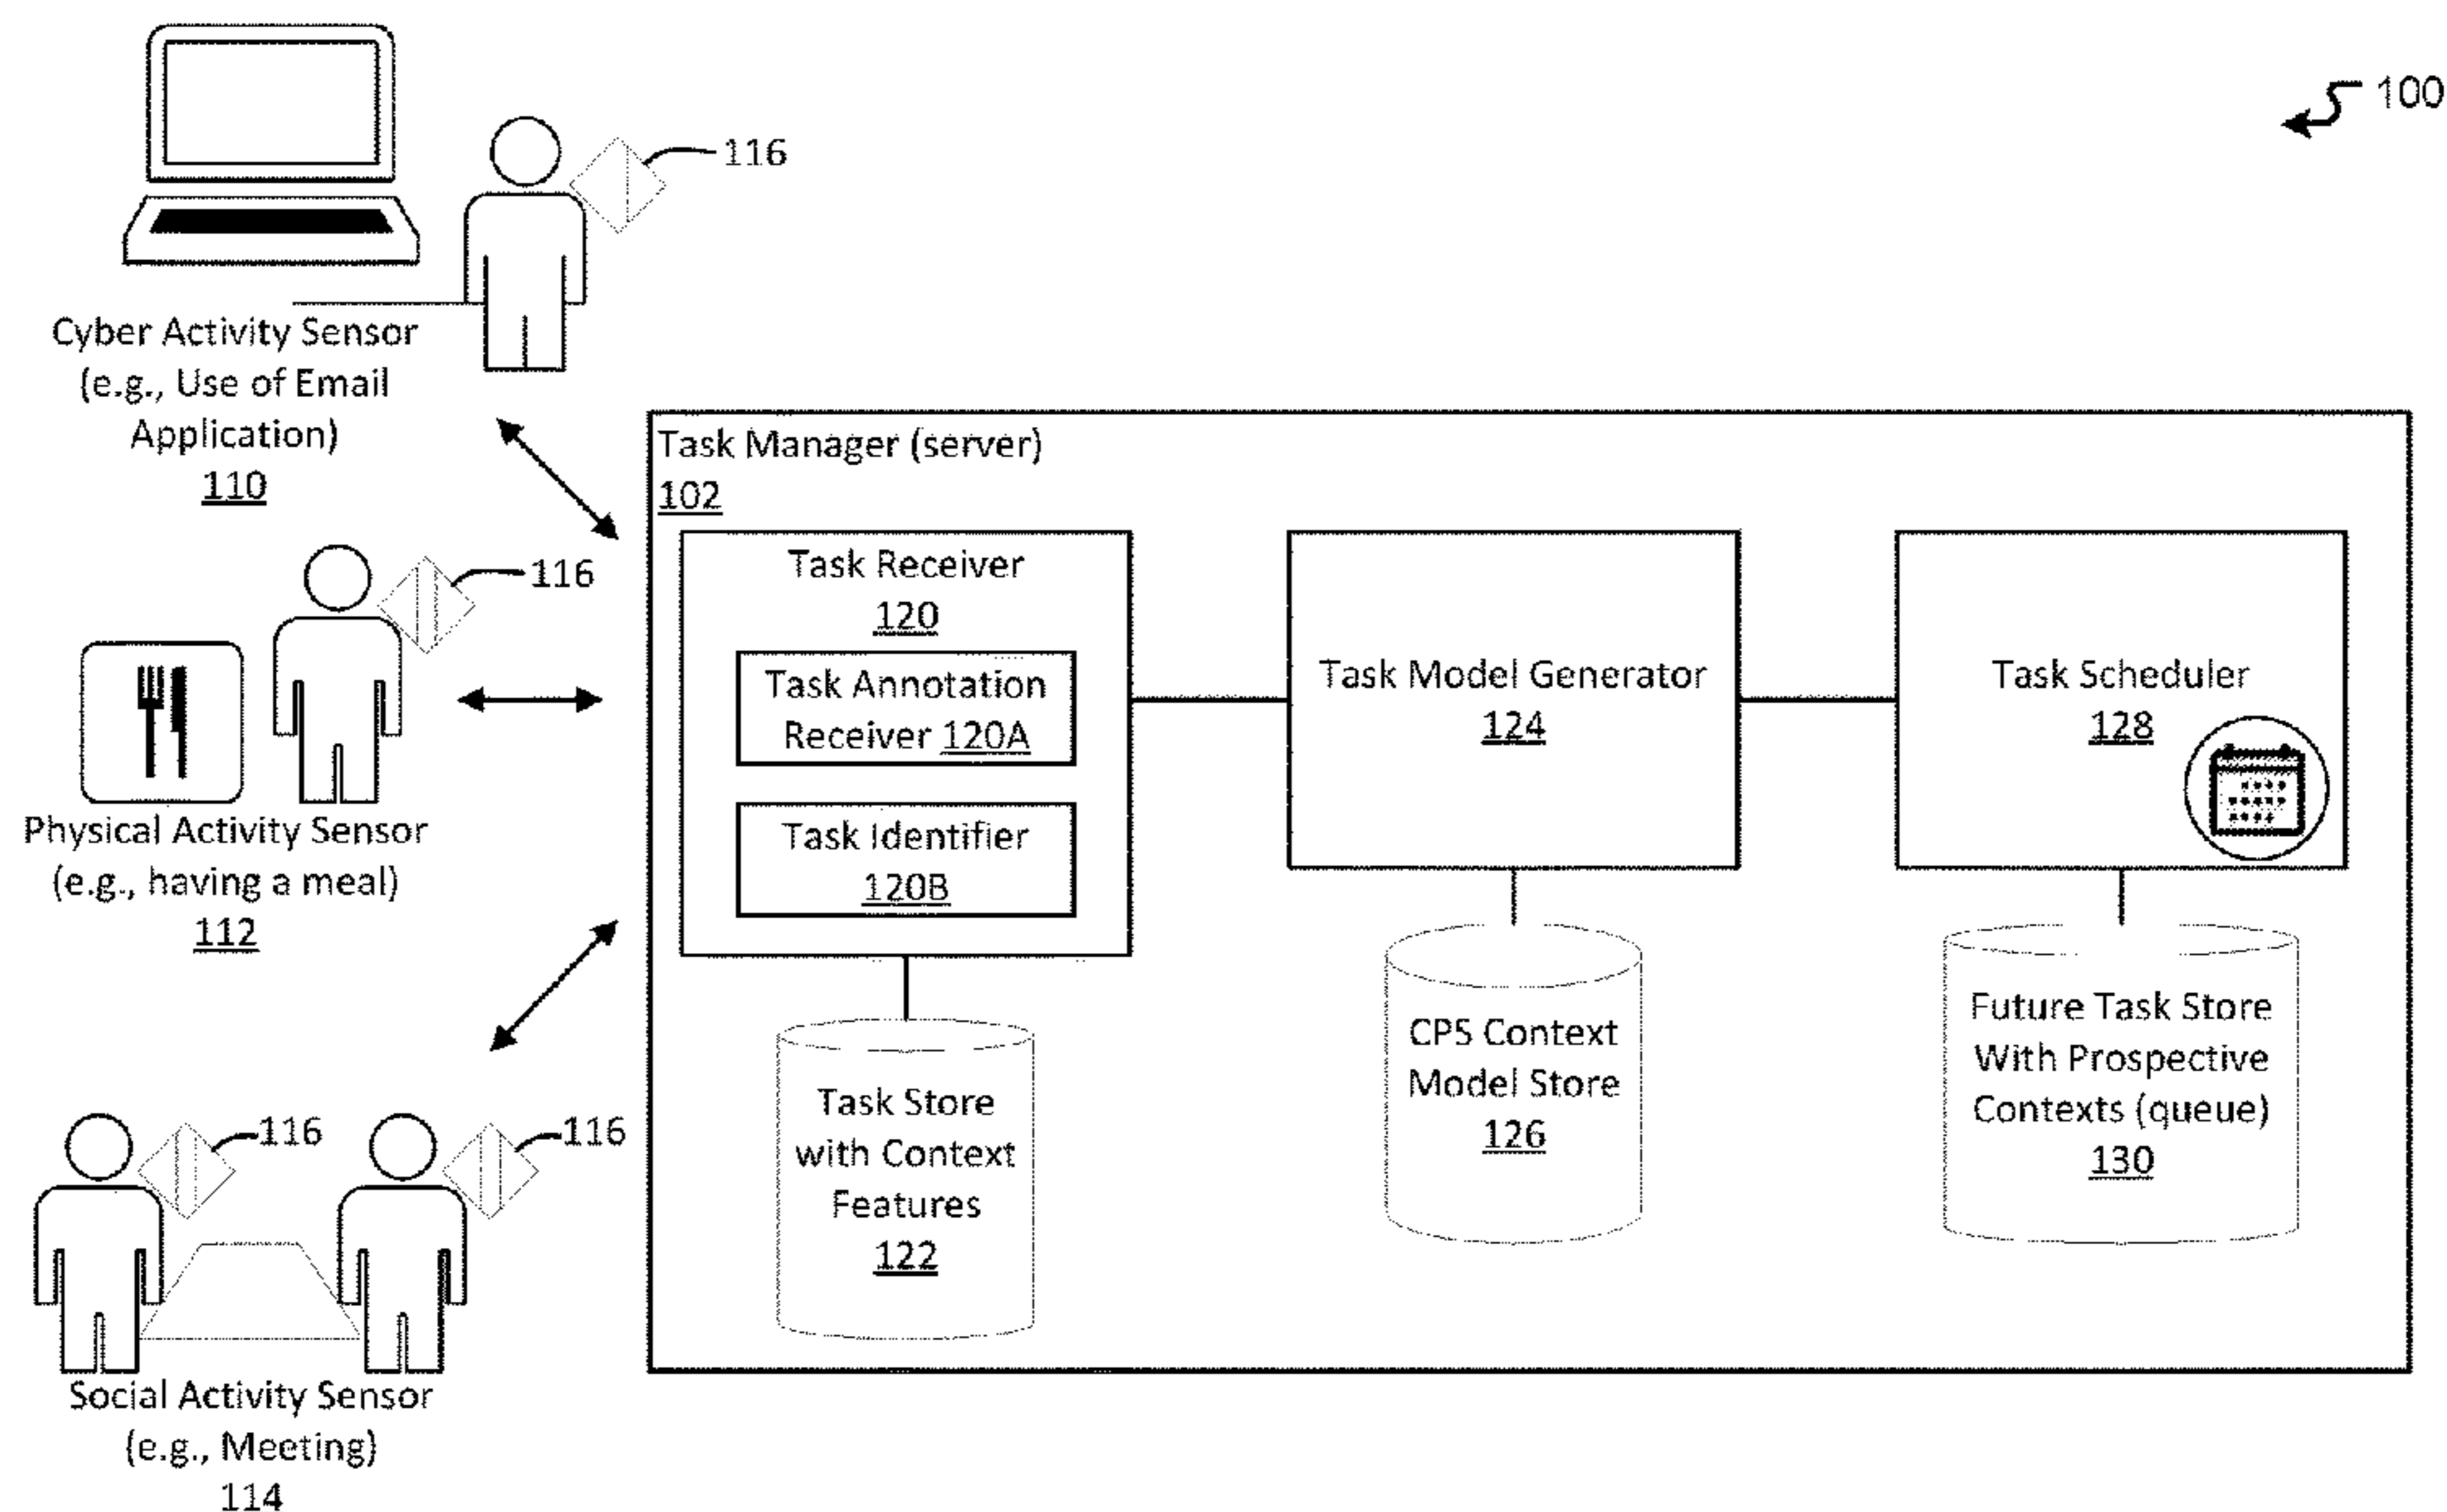 100
116
Cyber Activity Sensor
(e.g., Use of Email
Application)
110
116
Physical Activity Sensor
(e.g., having a meal)
112
116
116
Social Activity Sensor
(e.g., Meeting)
114
Task Manager (server)
102
Task Receiver
120
Task Annotation
Receiver 120A
Task Identifier
120B
Task Store
with Context
Features
122
Task Model Generator
124
CPS Context
Model Store
126
Task Scheduler
128
Future Task Store
With Prospective
Contexts (queue)
130